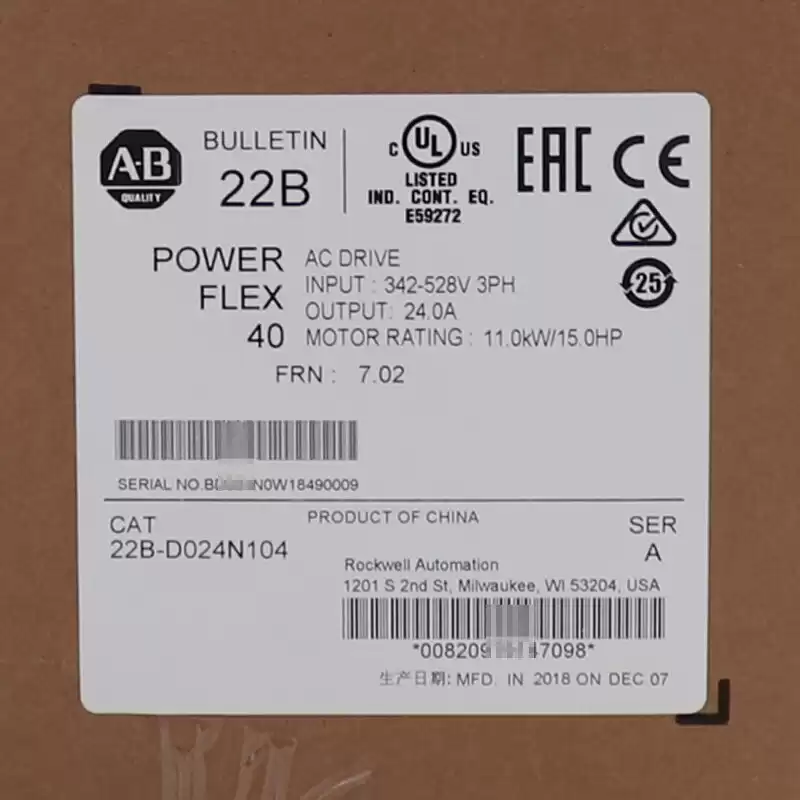 A-B
QUALITY
BULLETIN
22B
C UL US
LISTED
IND. CONT. EQ.
E59272
EAC CE
25
POWER
FLEX
40
AC DRIVE
INPUT : 342-528V 3PH
OUTPUT: 24.0A
MOTOR RATING : 11.0kW/15.0HP
FRN : 7.02
SERIAL NO.
N0W18490009
PRODUCT OF CHINA
CAT
22B-D024N104
SER
A
Rockwell Automation
1201 S 2nd St, Milwaukee, WI 53204, USA
*008209 47098*
生产日期: MFD. IN 2018 ON DEC 07